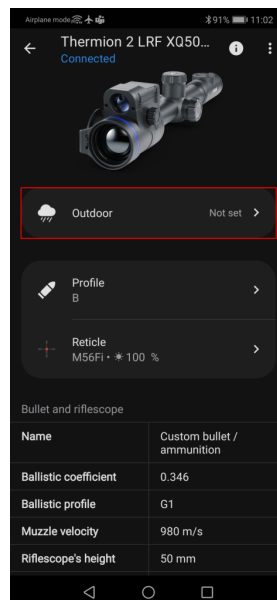 Airplane mode 91% 11:02
Thermion 2 LRF XQ50...
Connected
Outdoor Not set
Profile
B
Reticle
M56Fi • 100 %
Bullet and riflescope
Name Custom bullet /
ammunition
Ballistic coefficient 0.346
Ballistic profile G1
Muzzle velocity 980 m/s
Riflescope's height 50 mm